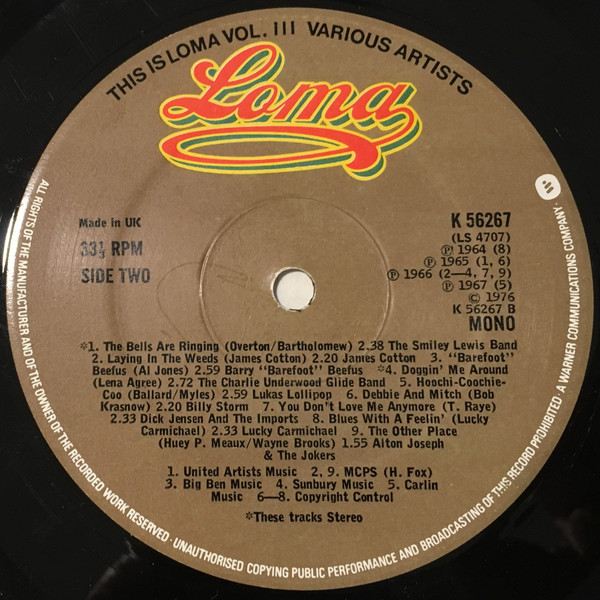 THIS IS LOMA VOL. III VARIOUS ARTISTS
Loma
Made in UK
33⅓ RPM
SIDE TWO
K 56267
(LS 4707)
Ⓟ 1964 (8)
Ⓟ 1965 (1, 6)
Ⓟ 1966 (2—4, 7, 9)
Ⓟ 1967 (5)
© 1976
K 56267 B
MONO
*1. The Bells Are Ringing (Overton/Bartholomew) 2.38 The Smiley Lewis Band
2. Laying In The Weeds (James Cotton) 2.20 James Cotton 3. “Barefoot”
Beefus (Al Jones) 2.59 Barry “Barefoot” Beefus *4. Doggin’ Me Around
(Lena Agree) 2.72 The Charlie Underwood Glide Band 5. Hoochi-Coochie-
Coo (Ballard/Myles) 2.59 Lukas Lollipop 6. Debbie And Mitch (Bob
Krasnow) 2.20 Billy Storm 7. You Don’t Love Me Anymore (T. Raye)
2.33 Dick Jensen And The Imports 8. Blues With A Feelin’ (Lucky
Carmichael) 2.33 Lucky Carmichael 9. The Other Place
(Huey P. Meaux/Wayne Brooks) 1.55 Alton Joseph
& The Jokers
1. United Artists Music 2, 9. MCPS (H. Fox)
3. Big Ben Music 4. Sunbury Music 5. Carlin
Music 6—8. Copyright Control
*These tracks Stereo
ALL RIGHTS OF THE MANUFACTURER AND OF THE OWNER OF THE RECORDED WORK RESERVED · UNAUTHORISED COPYING PUBLIC PERFORMANCE AND BROADCASTING OF THIS RECORD PROHIBITED · A WARNER COMMUNICATIONS COMPANY ·